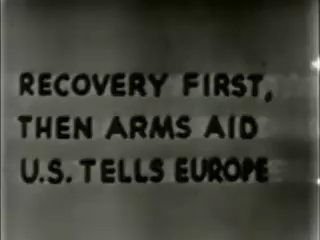 RECOVERY FIRST,
THEN ARMS AID
U.S. TELLS EUROPE